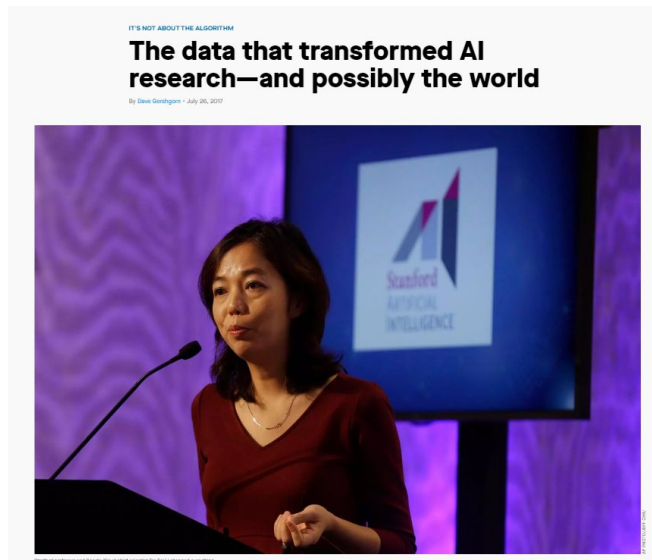 IT'S NOT ABOUT THE ALGORITHM
The data that transformed AI
research—and possibly the world
By Dave Gershgorn • July 26, 2017
Stanford
ARTIFICIAL
INTELLIGENCE